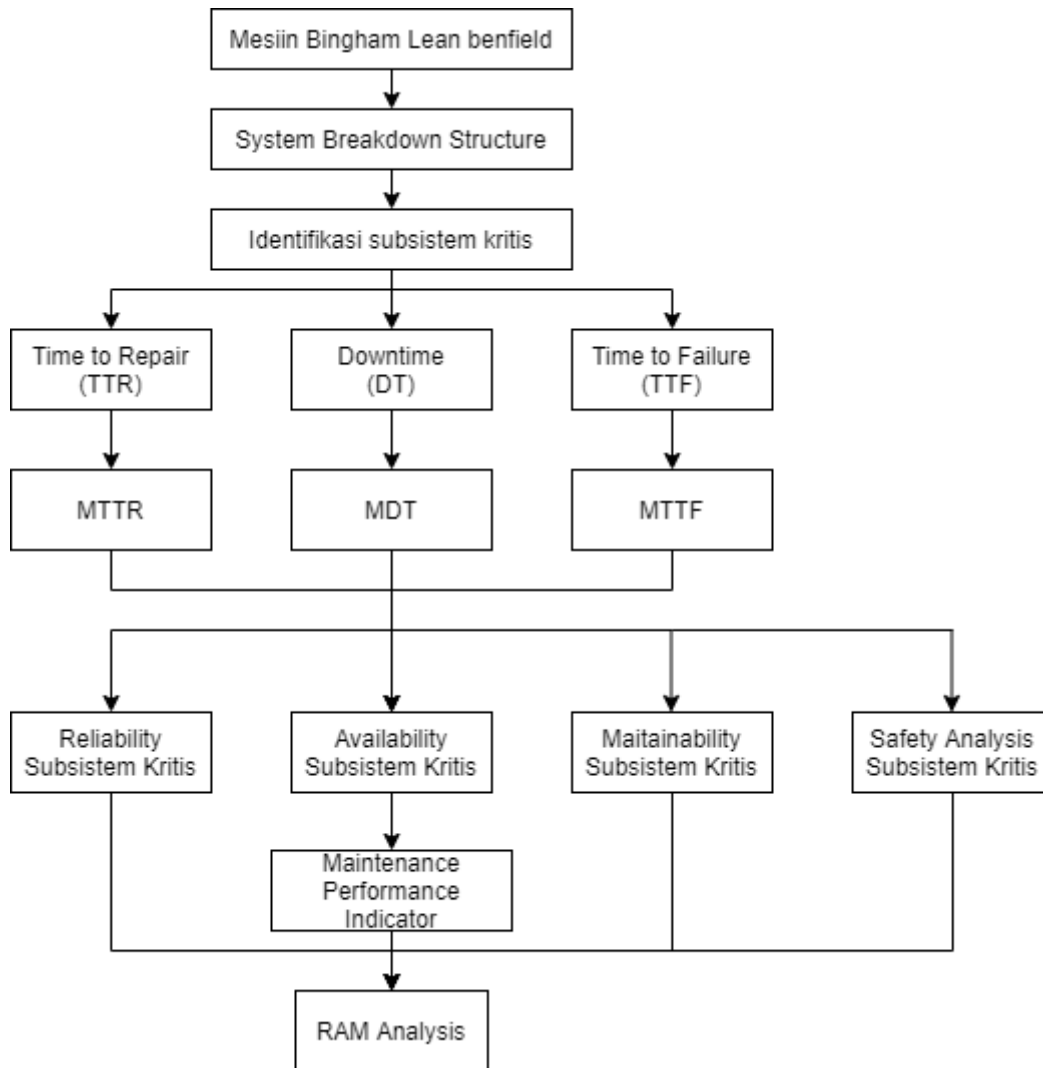 Mesiin Bingham Lean benfield
System Breakdown Structure
Identifikasi subsistem kritis
Time to Repair
(TTR)
Downtime
(DT)
Time to Failure
(TTF)
MTTR
MDT
MTTF
Reliability
Subsistem Kritis
Availability
Subsistem Kritis
Maitainability
Subsistem Kritis
Safety Analysis
Subsistem Kritis
Maintenance
Performance
Indicator
RAM Analysis